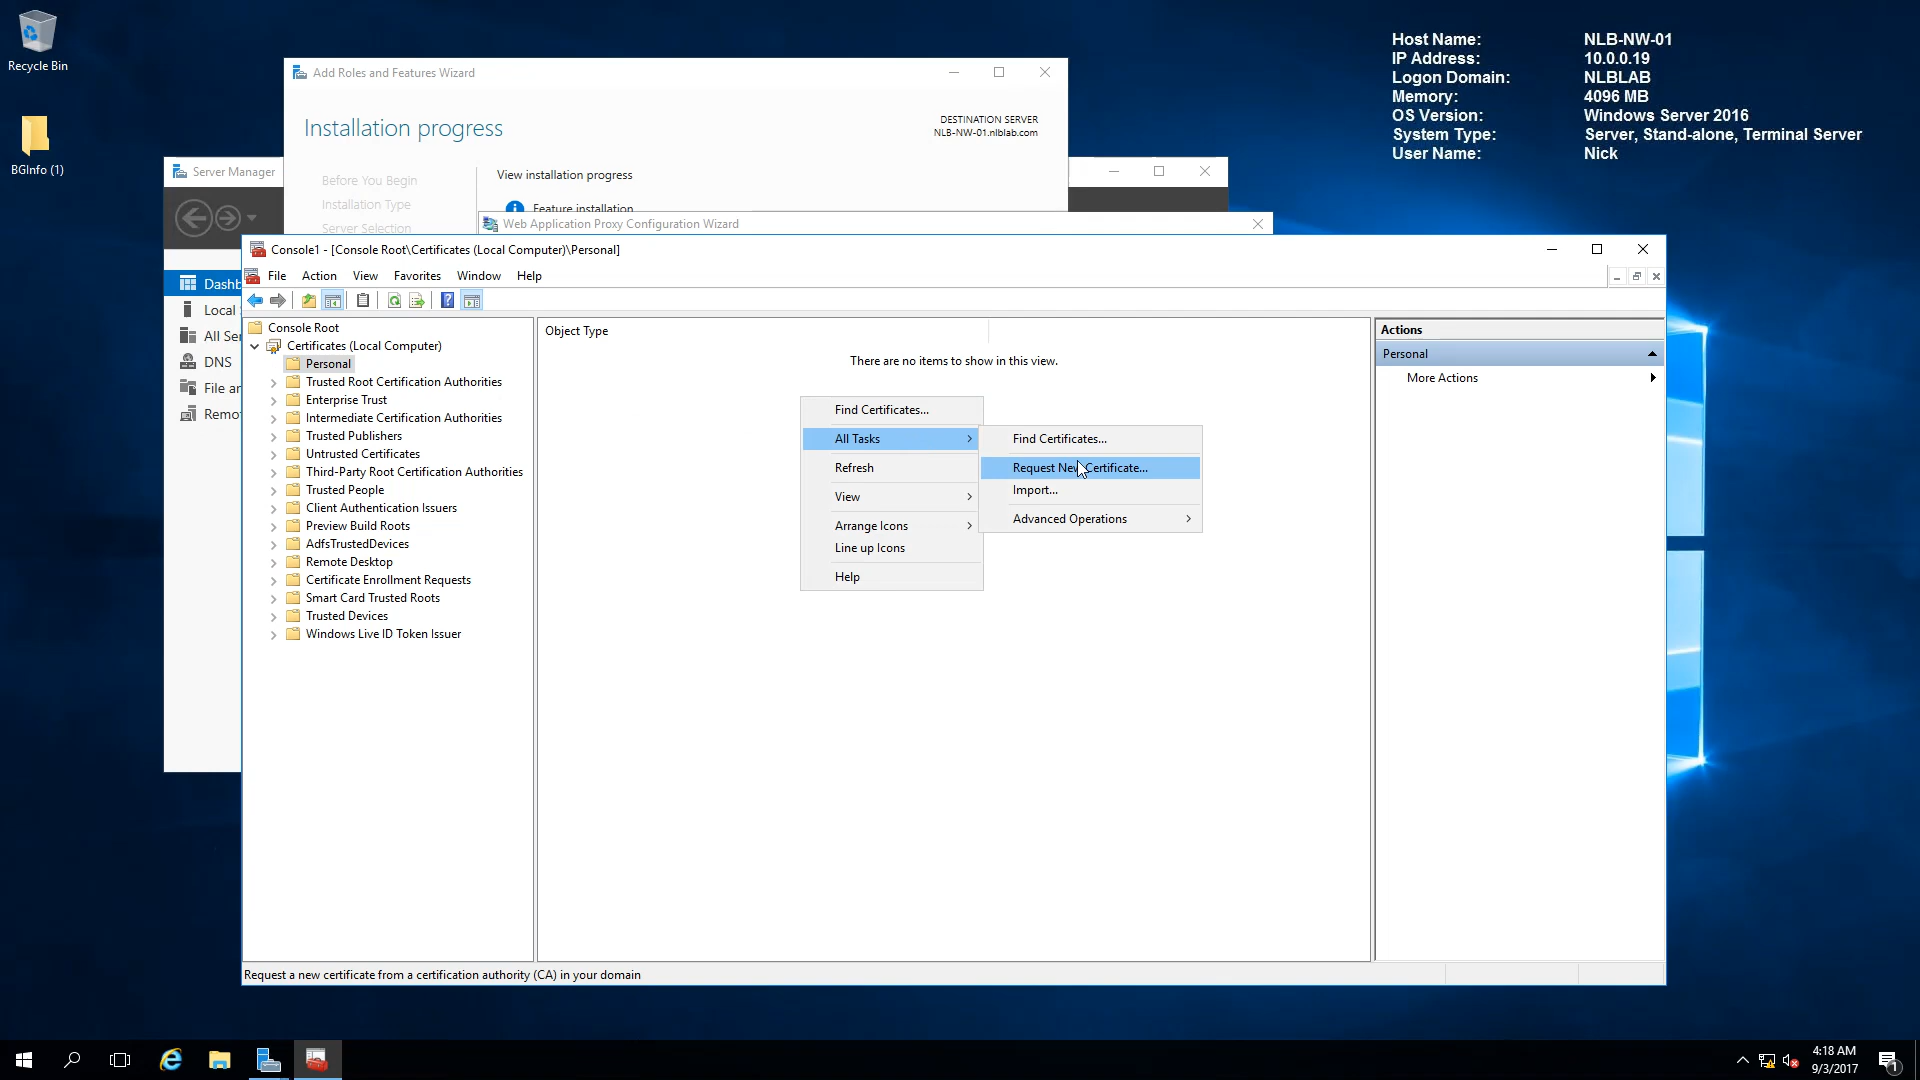 Recycle Bin
BGInfo (1)
Host Name: NLB-NW-01
IP Address: 10.0.0.19
Logon Domain: NLBLAB
Memory: 4096 MB
OS Version: Windows Server 2016
System Type: Server, Stand-alone, Terminal Server
User Name: Nick
Add Roles and Features Wizard
Installation progress
DESTINATION SERVER
NLB-NW-01.nlblab.com
Before You Begin
Installation Type
Server Selection
View installation progress
Feature installation
Server Manager
Dashb
Local
All Ser
DNS
File an
Remo
Web Application Proxy Configuration Wizard
Console1 - [Console Root\Certificates (Local Computer)\Personal]
File Action View Favorites Window Help
Console Root
Certificates (Local Computer)
Personal
Trusted Root Certification Authorities
Enterprise Trust
Intermediate Certification Authorities
Trusted Publishers
Untrusted Certificates
Third-Party Root Certification Authorities
Trusted People
Client Authentication Issuers
Preview Build Roots
AdfsTrustedDevices
Remote Desktop
Certificate Enrollment Requests
Smart Card Trusted Roots
Trusted Devices
Windows Live ID Token Issuer
Object Type
There are no items to show in this view.
Find Certificates...
All Tasks
Refresh
View
Arrange Icons
Line up Icons
Help
Find Certificates...
Request New Certificate...
Import...
Advanced Operations
Actions
Personal
More Actions
Request a new certificate from a certification authority (CA) in your domain
4:18 AM
9/3/2017
1